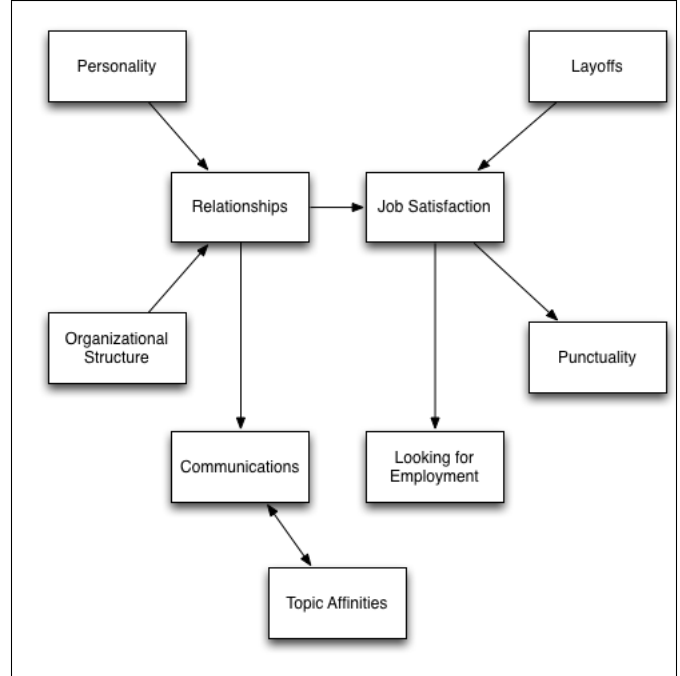 Personality
Layoffs
Relationships
Job Satisfaction
Organizational
Structure
Punctuality
Communications
Looking for
Employment
Topic Affinities